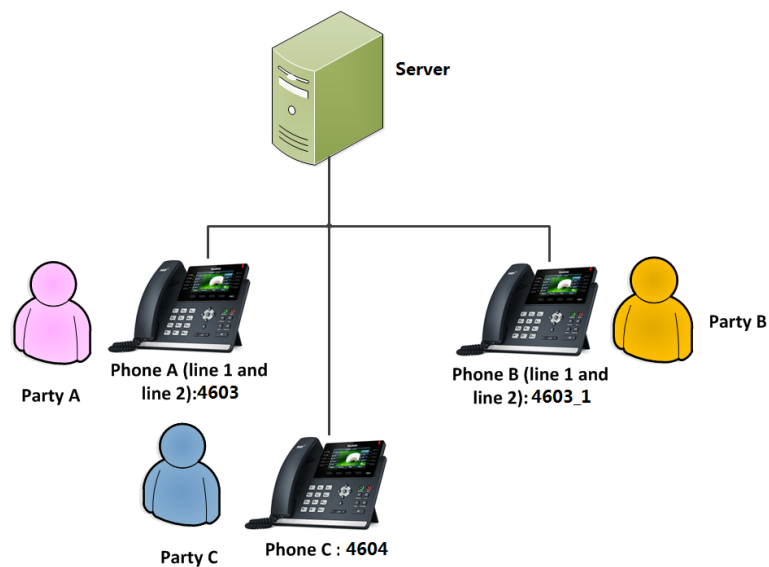 Server
Party A
Phone A (line 1 and
line 2):4603
Phone B (line 1 and
line 2): 4603_1
Party B
Party C
Phone C : 4604